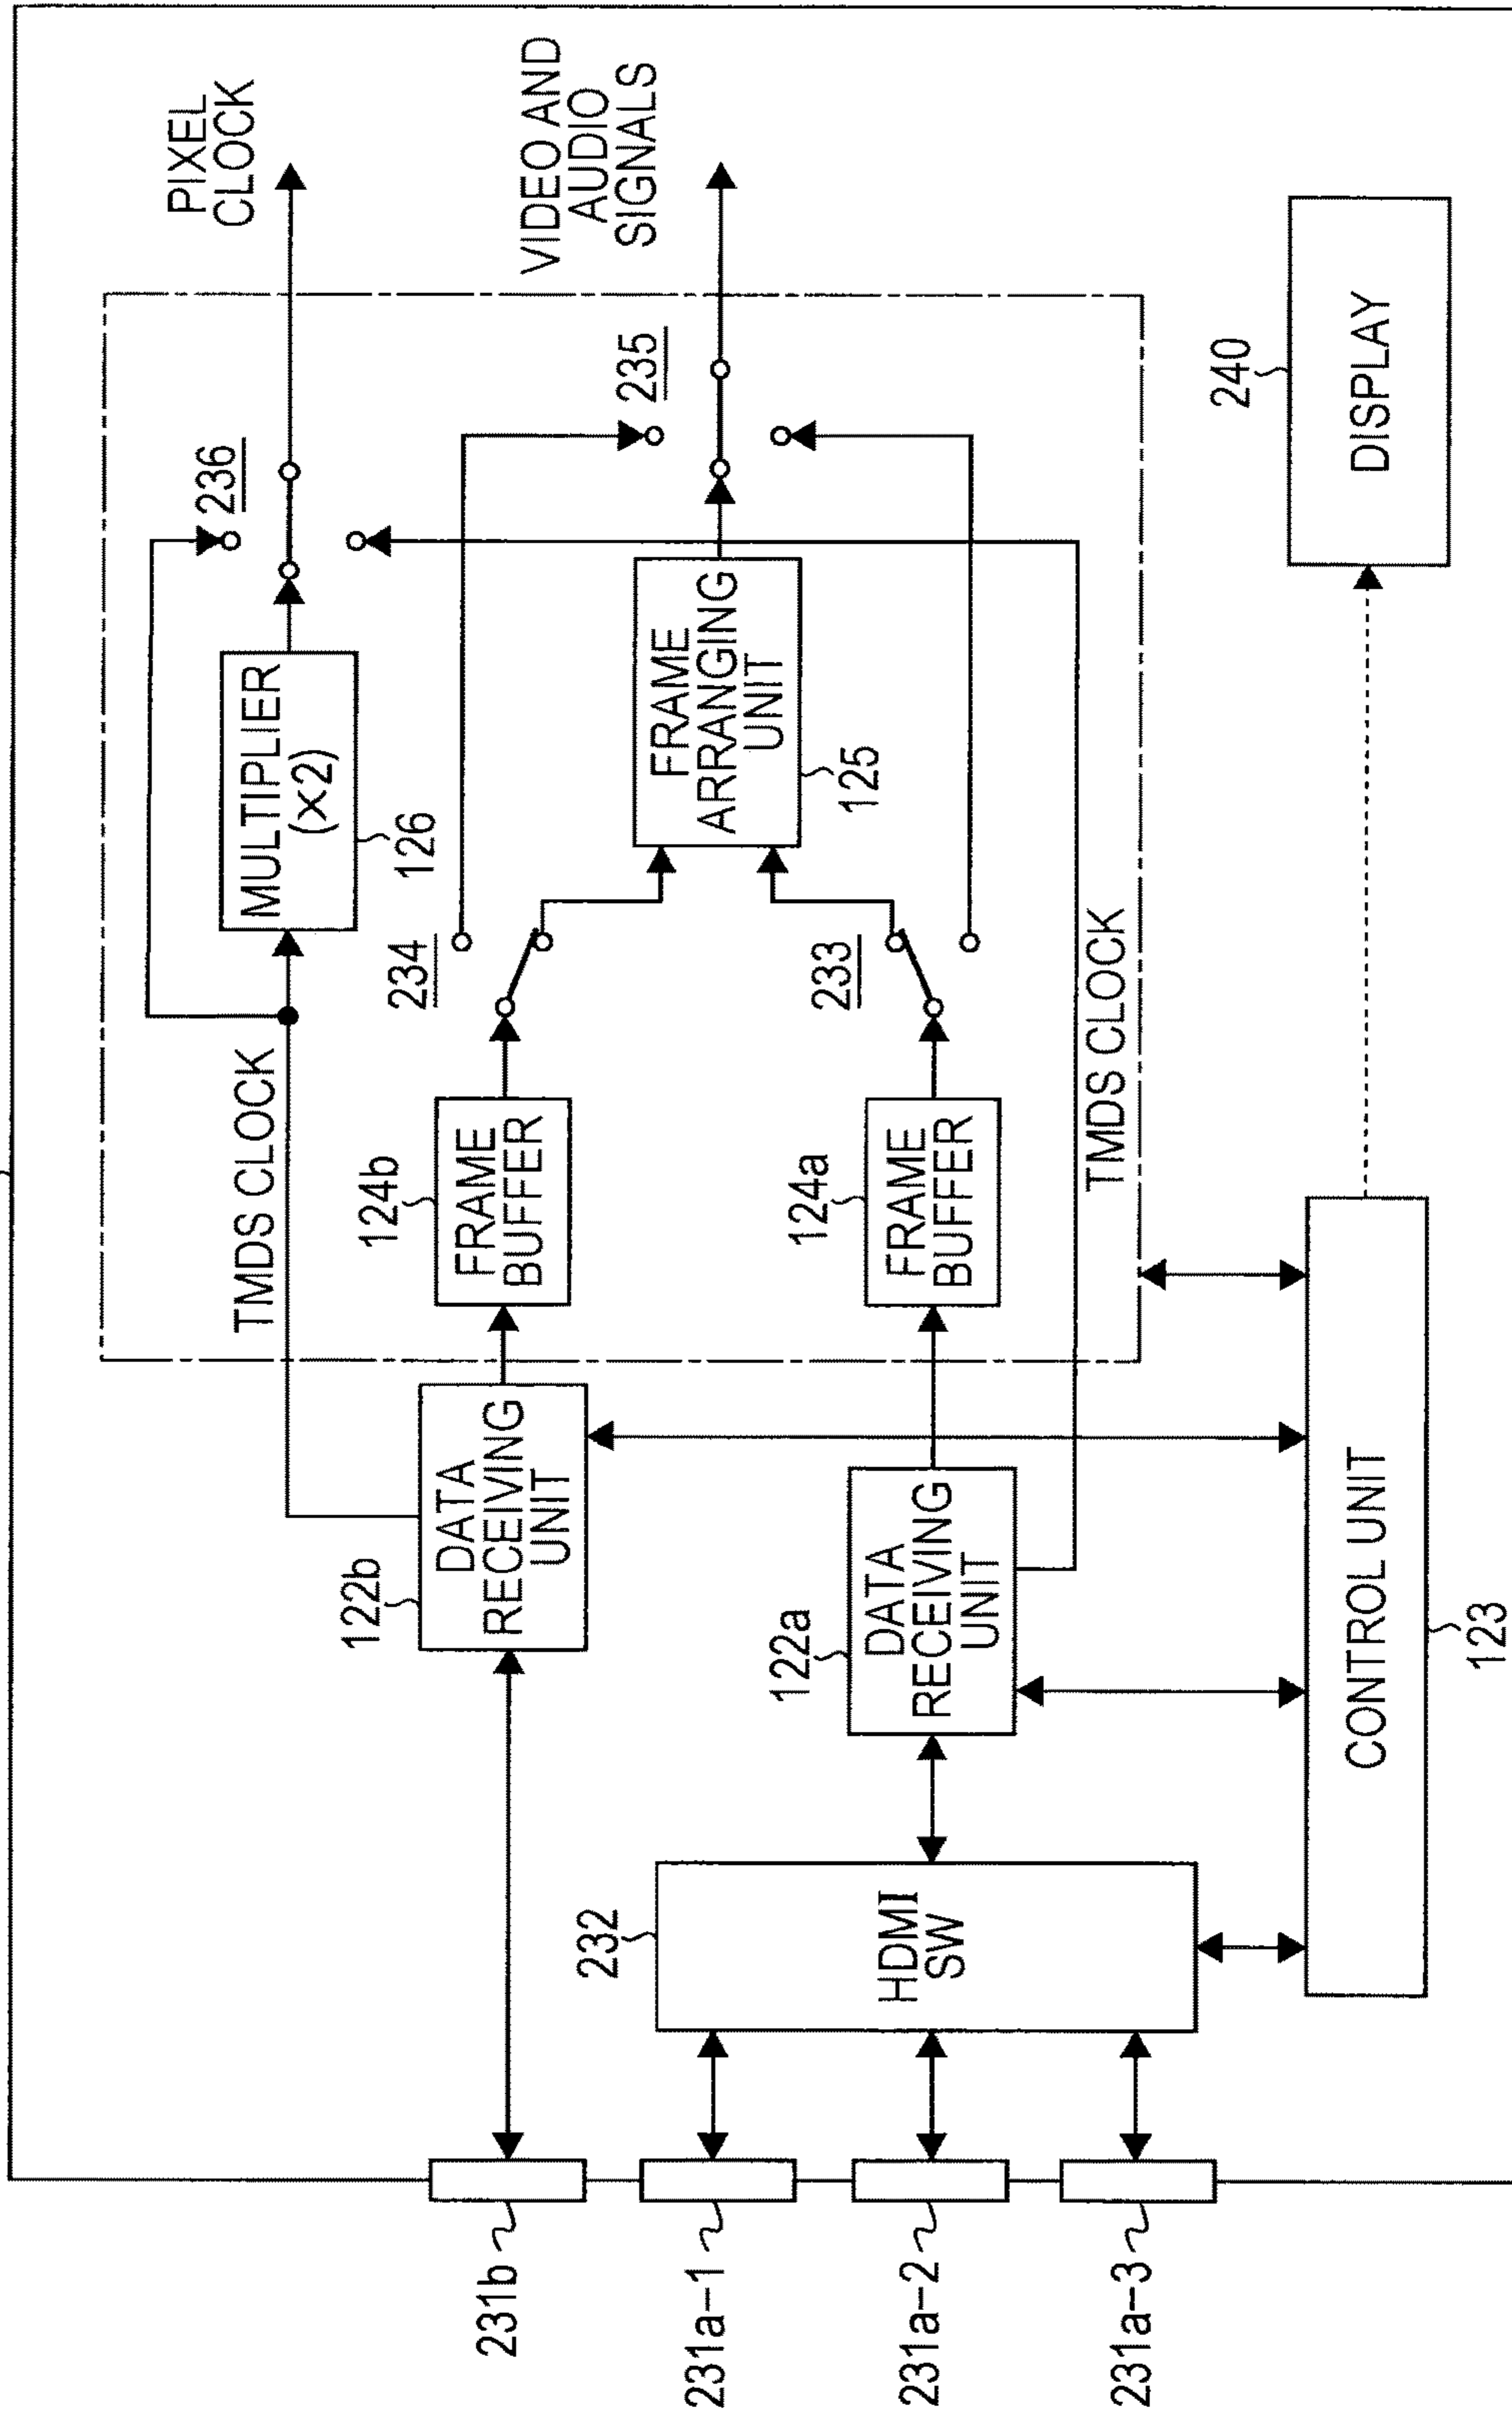 PIXEL
CLOCK
VIDEO AND
AUDIO
SIGNALS
236
235
MULTIPLIER
(×2)
126
TMDS CLOCK
234
FRAME
ARRANGING
UNIT
125
233
124b
FRAME
BUFFER
124a
FRAME
BUFFER
TMDS CLOCK
122b
DATA
RECEIVING
UNIT
122a
DATA
RECEIVING
UNIT
232
HDMI
SW
240
DISPLAY
CONTROL UNIT
123
231b
231a–1
231a–2
231a–3